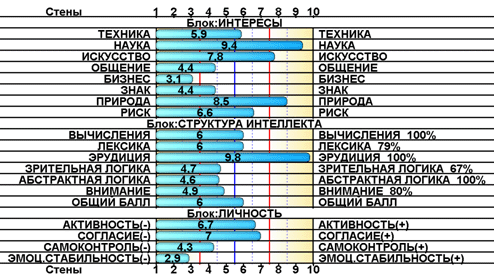 Стены 1 2 3 4 5 6 7 8 9 10
Блок:ИНТЕРЕСЫ
ТЕХНИКА 5,9 ТЕХНИКА
НАУКА 9,4 НАУКА
ИСКУССТВО 7,8 ИСКУССТВО
ОБЩЕНИЕ 4,4 ОБЩЕНИЕ
БИЗНЕС 3,1 БИЗНЕС
ЗНАК 4,4 ЗНАК
ПРИРОДА 8,5 ПРИРОДА
РИСК 6,6 РИСК
Блок:СТРУКТУРА ИНТЕЛЛЕКТА
ВЫЧИСЛЕНИЯ 6 ВЫЧИСЛЕНИЯ 100%
ЛЕКСИКА 6 ЛЕКСИКА 79%
ЭРУДИЦИЯ 9,8 ЭРУДИЦИЯ 100%
ЗРИТЕЛЬНАЯ ЛОГИКА 4,7 ЗРИТЕЛЬНАЯ ЛОГИКА 67%
АБСТРАКТНАЯ ЛОГИКА 4,6 АБСТРАКТНАЯ ЛОГИКА 100%
ВНИМАНИЕ 4,9 ВНИМАНИЕ 80%
ОБЩИЙ БАЛЛ 6 ОБЩИЙ БАЛЛ
Блок:ЛИЧНОСТЬ
АКТИВНОСТЬ(-) 6,7 АКТИВНОСТЬ(+)
СОГЛАСИЕ(-) 7 СОГЛАСИЕ(+)
САМОКОНТРОЛЬ(-) 4,3 САМОКОНТРОЛЬ(+)
ЭМОЦ.СТАБИЛЬНОСТЬ(-) 2,9 ЭМОЦ.СТАБИЛЬНОСТЬ(+)
Стены 1 2 3 4 5 6 7 8 9 10